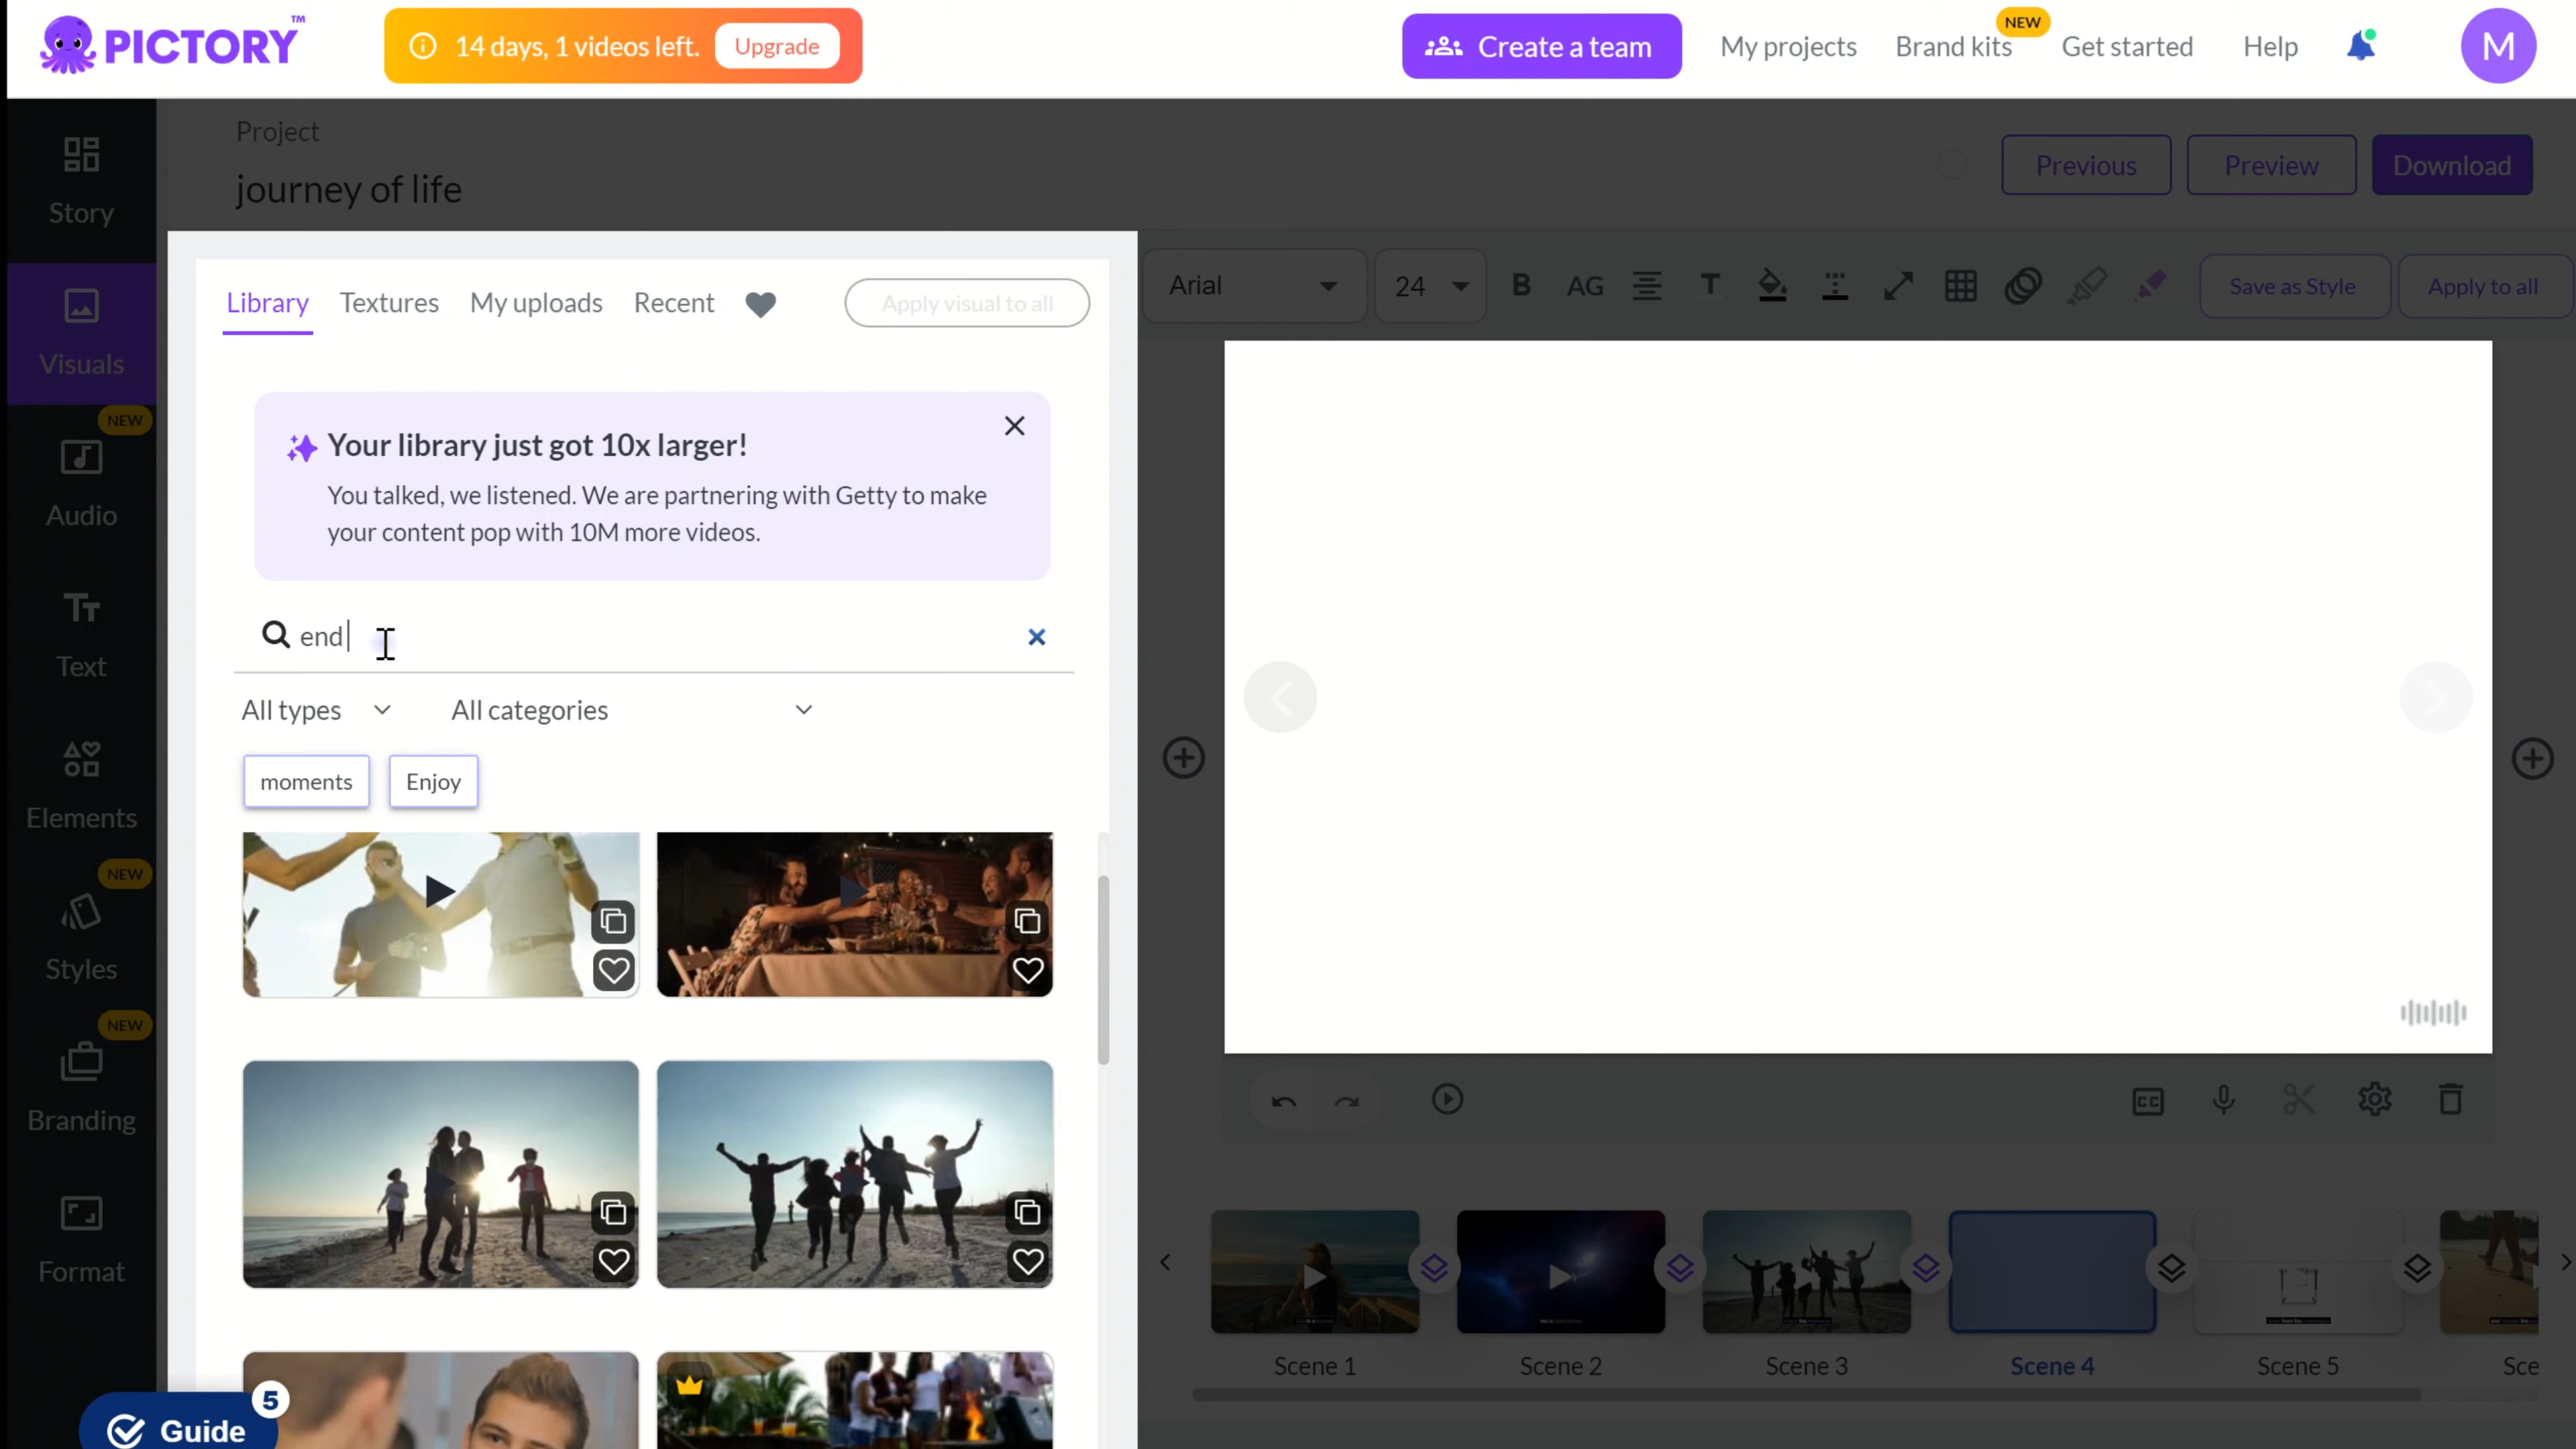 PICTORY™
14 days, 1 videos left. Upgrade
Create a team
My projects
Brand kits
NEW
Get started
Help
M
Story
Visuals
NEW
Audio
Text
Elements
NEW
Styles
NEW
Branding
Format
Project
journey of life
Previous
Preview
Download
Library
Textures
My uploads
Recent
Apply visual to all
Your library just got 10x larger!
You talked, we listened. We are partnering with Getty to make
your content pop with 10M more videos.
end
All types
All categories
moments
Enjoy
Arial
24
B
AG
T
Save as Style
Apply to all
CC
Scene 1
Scene 2
Scene 3
Scene 4
Scene 5
Sce
5
Guide